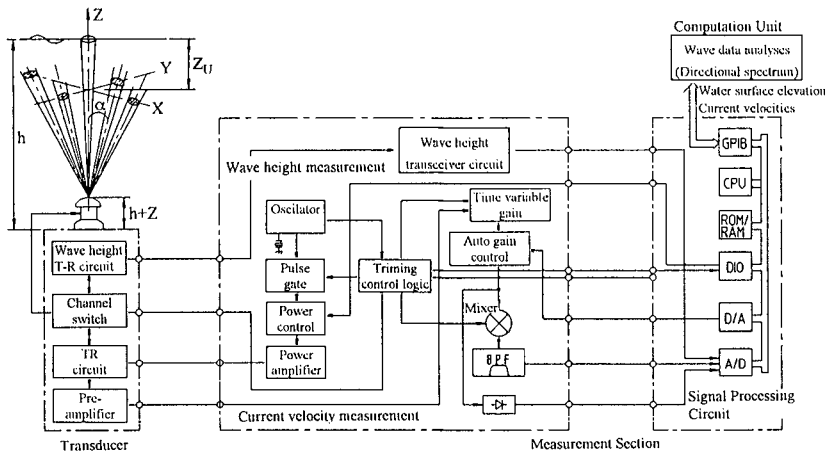 Z
Computation Unit
Wave data analyses
(Directional spectrum)
Z_U
Y
X
α
h
h+Z
Water surface elevation
Current velocities
Wave height measurement
Wave height
transceiver circuit
GPIB
CPU
ROM/
RAM
DIO
D/A
A/D
Oscilator
Time variable
gain
Auto gain
control
Wave height
T-R circuit
Pulse
gate
Triming
control logic
Channel
switch
Power
control
Mixer
TR
circuit
Power
amplifier
B P F
Pre-
amplifier
Current velocity measurement
Signal Processing
Circuit
Transducer
Measurement Section